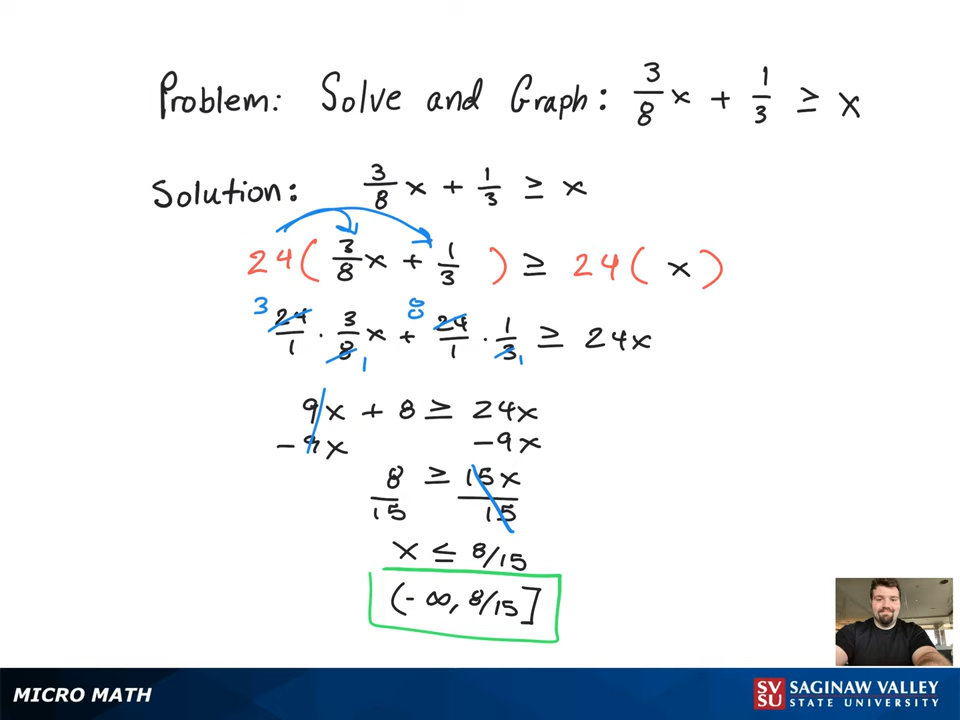 Problem: Solve and Graph: 3/8 x + 1/3 ≥ x
Solution: 3/8 x + 1/3 ≥ x
24( 3/8 x + 1/3 ) ≥ 24( x )
3 8
24/1 · 3/8 x + 24/1 · 1/3 ≥ 24x
1 1
9x + 8 ≥ 24x
-9x -9x
8/15 ≥ 15x/15
x ≤ 8/15
(-∞, 8/15]
MICRO MATH
SV SU SAGINAW VALLEY
STATE UNIVERSITY